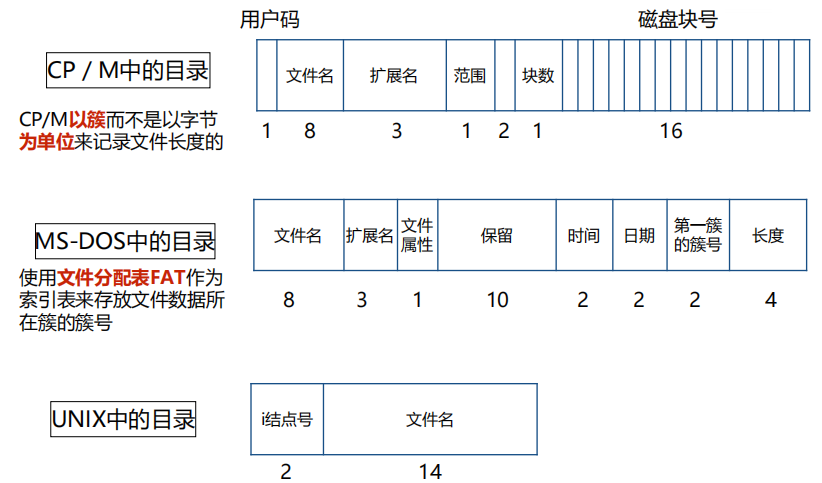 用户码
磁盘块号
CP / M中的目录
文件名
扩展名
范围
块数
CP/M以簇而不是以字节
为单位来记录文件长度的
1
8
3
1
2
1
16
MS-DOS中的目录
文件名
扩展名
文件
属性
保留
时间
日期
第一簇
的簇号
长度
使用文件分配表FAT作为
索引表来存放文件数据所
在簇的簇号
8
3
1
10
2
2
2
4
UNIX中的目录
i结点号
文件名
2
14